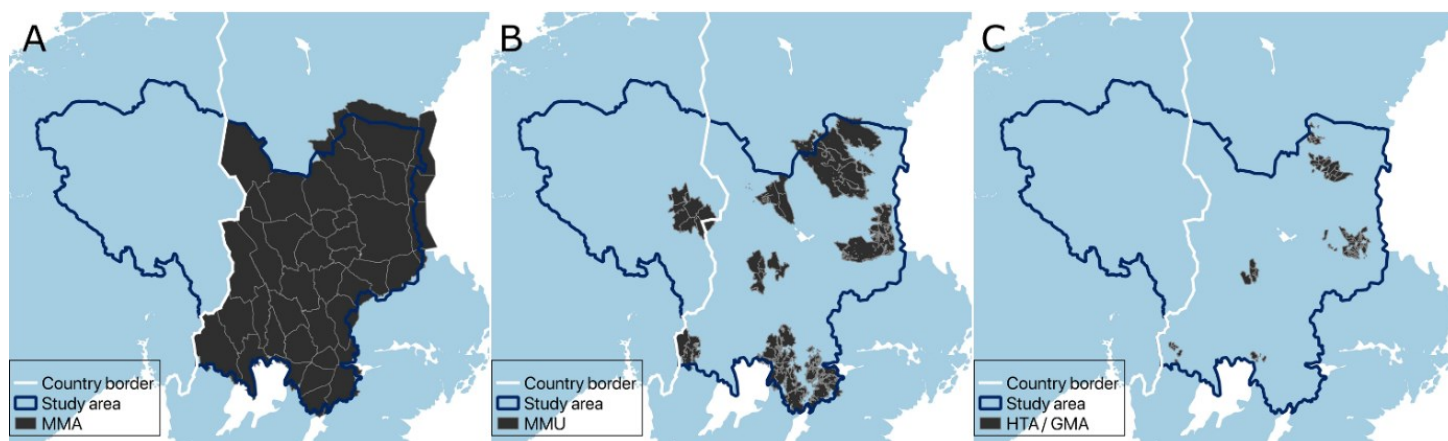 A
Country border
Study area
MMA
B
Country border
Study area
MMU
C
Country border
Study area
HTA / GMA